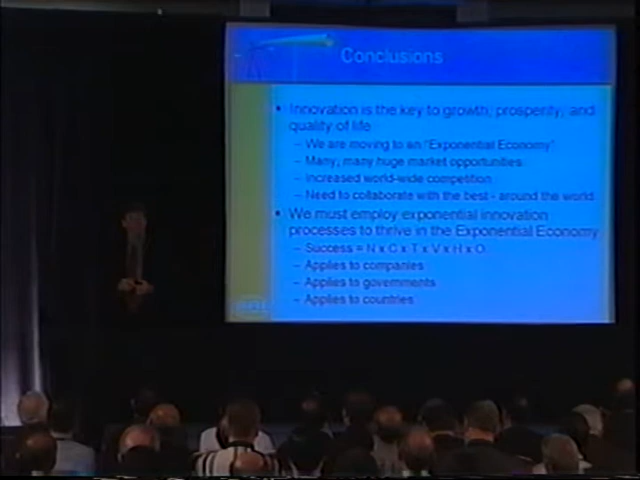 Conclusions
• Innovation is the key to growth, prosperity, and
quality of life
– We are moving to an "Exponential Economy"
– Many, many huge market opportunities
– Increased world-wide competition
– Need to collaborate with the best - around the world
• We must employ exponential innovation
processes to thrive in the Exponential Economy
– Success = N x C x T x V x H x O
– Applies to companies
– Applies to governments
– Applies to countries